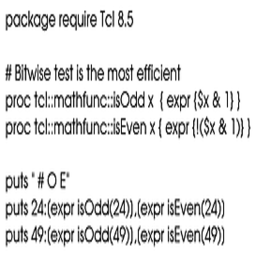 package require Tcl 8.5
# Bitwise test is the most efficient
proc tcl::mathfunc::isOdd x { expr {$x & 1} }
proc tcl::mathfunc::isEven x { expr {!($x & 1)} }
puts " # O E"
puts 24:(expr isOdd(24)),(expr isEven(24))
puts 49:(expr isOdd(49)),(expr isEven(49))